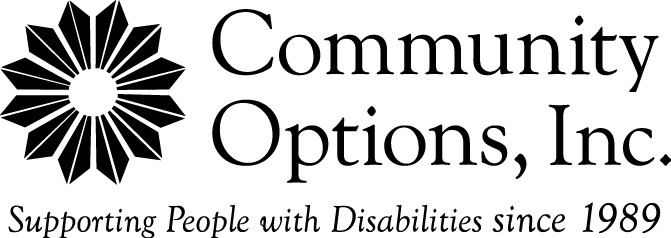 Community
Options, Inc.
Supporting People with Disabilities since 1989